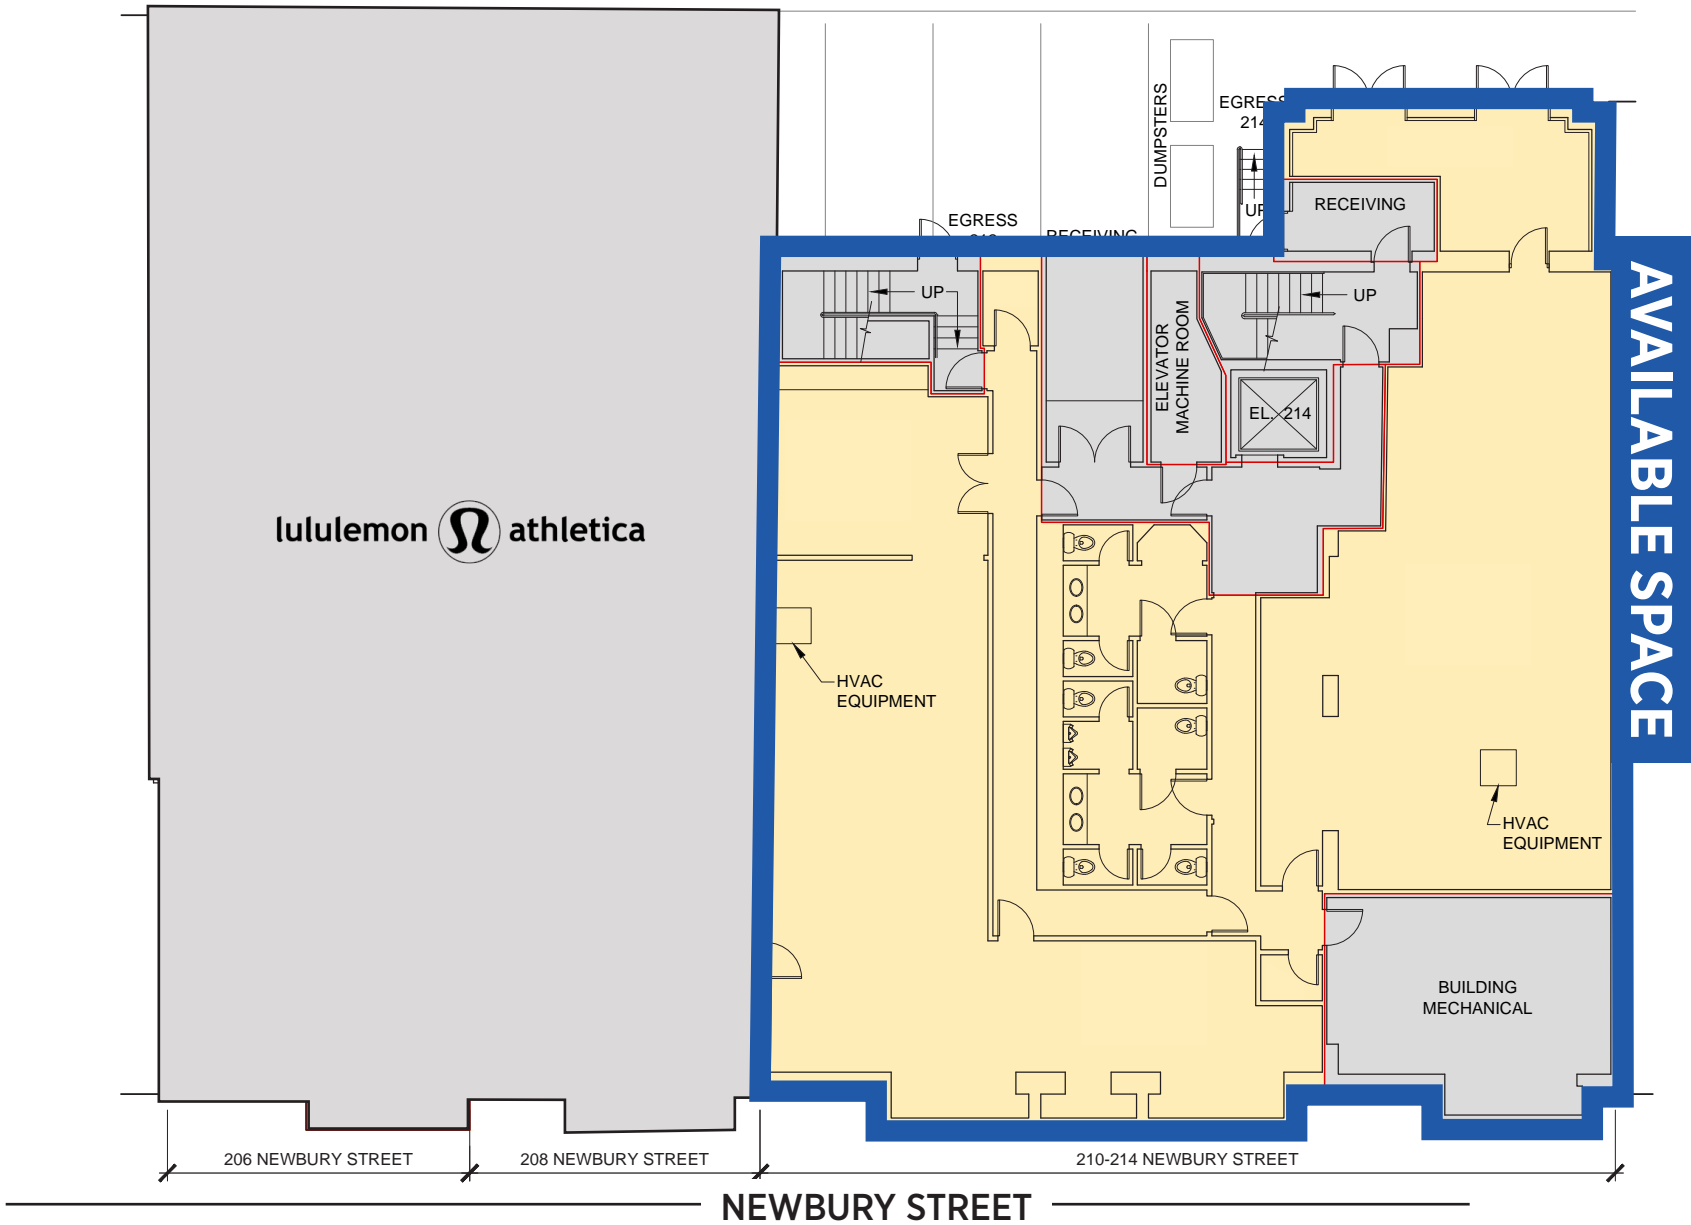 DUMPSTERS
EGRESS
RECEIVING
EGRESS
RECEIVING
UP
UP
AVAILABLE SPACE
ELEVATOR
MACHINE ROOM
EL. 214
lululemon athletica
HVAC
EQUIPMENT
HVAC
EQUIPMENT
BUILDING
MECHANICAL
206 NEWBURY STREET
208 NEWBURY STREET
210-214 NEWBURY STREET
NEWBURY STREET